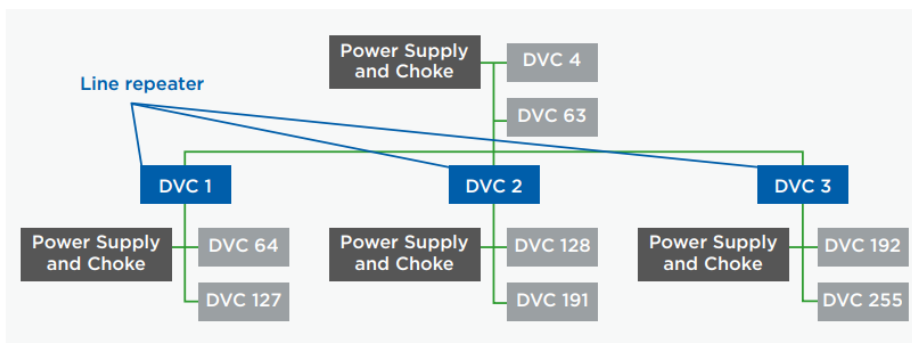 Power Supply
and Choke
DVC 4
Line repeater
DVC 63
DVC 1
DVC 2
DVC 3
Power Supply
and Choke
DVC 64
Power Supply
and Choke
DVC 128
Power Supply
and Choke
DVC 192
DVC 127
DVC 191
DVC 255